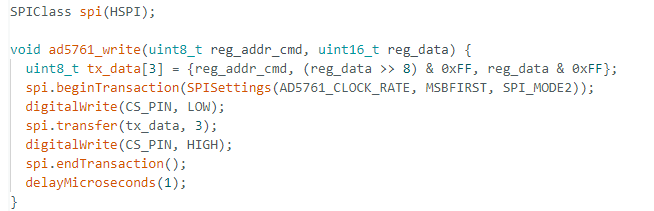 SPIClass spi(HSPI);

void ad5761_write(uint8_t reg_addr_cmd, uint16_t reg_data) {
  uint8_t tx_data[3] = {reg_addr_cmd, (reg_data >> 8) & 0xFF, reg_data & 0xFF};
  spi.beginTransaction(SPISettings(AD5761_CLOCK_RATE, MSBFIRST, SPI_MODE2));
  digitalWrite(CS_PIN, LOW);
  spi.transfer(tx_data, 3);
  digitalWrite(CS_PIN, HIGH);
  spi.endTransaction();
  delayMicroseconds(1);
}